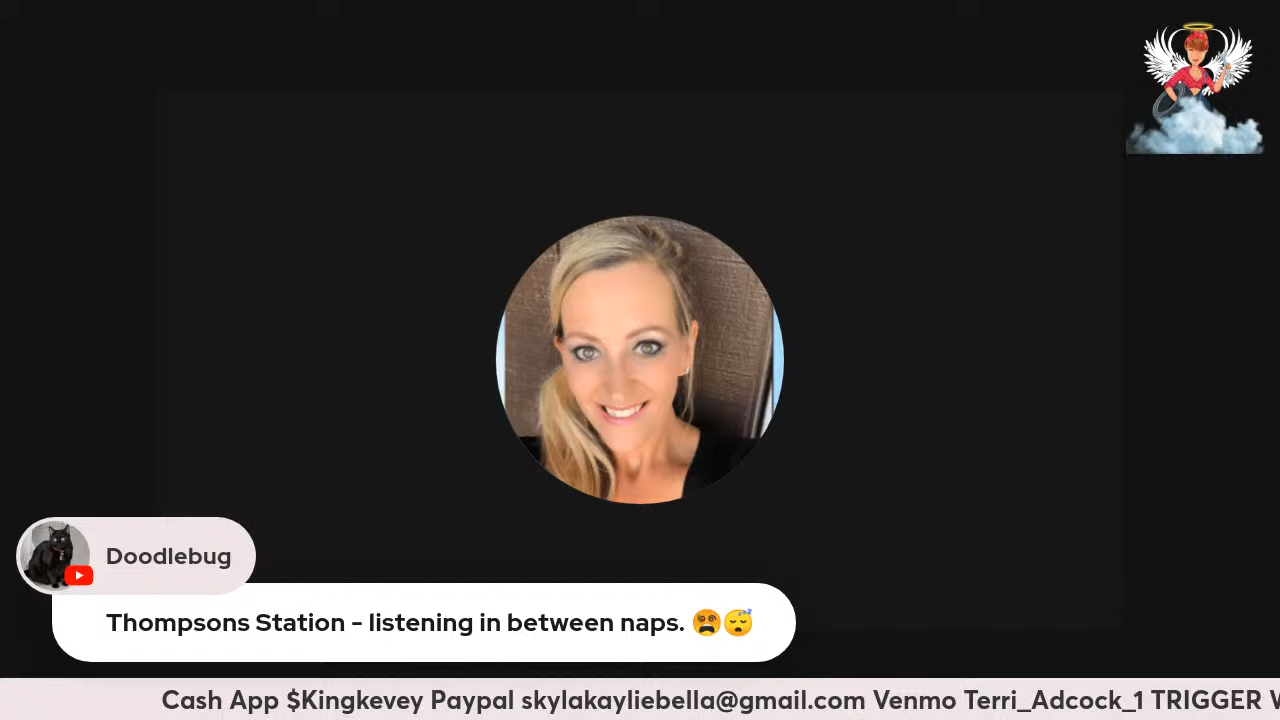 Doodlebug
Thompsons Station - listening in between naps. 😵‍💫😴
Cash App $Kingkevey Paypal skylakayliebella@gmail.com Venmo Terri_Adcock_1 TRIGGER